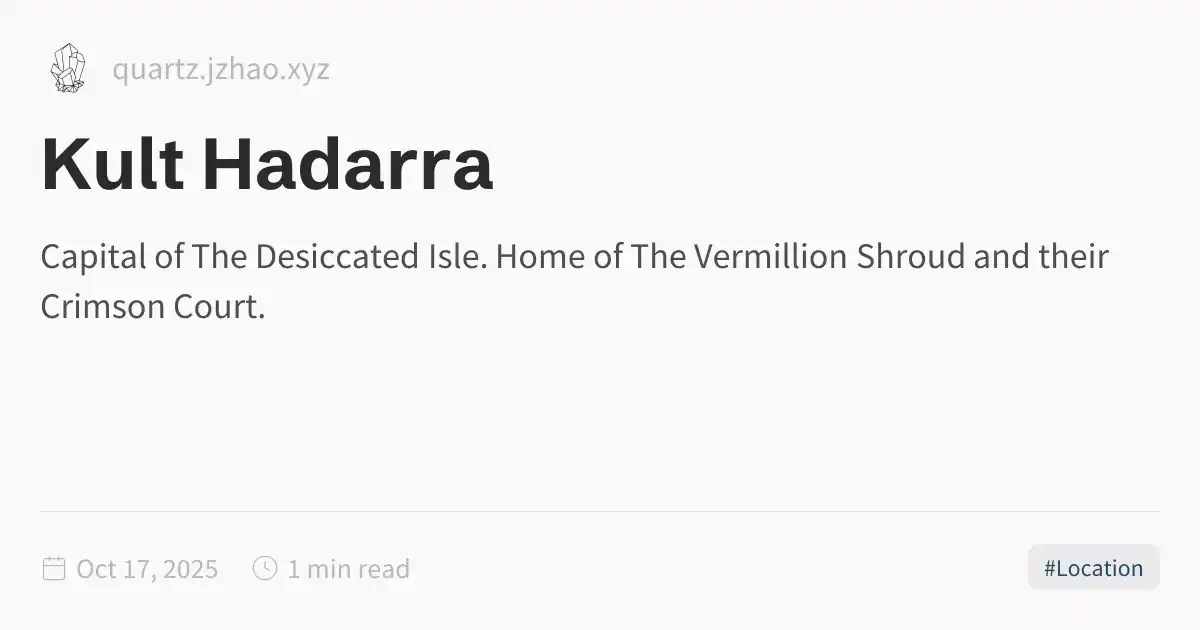 quartz.jzhao.xyz
Kult Hadarra
Capital of The Desiccated Isle. Home of The Vermillion Shroud and their
Crimson Court.
Oct 17, 2025 1 min read #Location